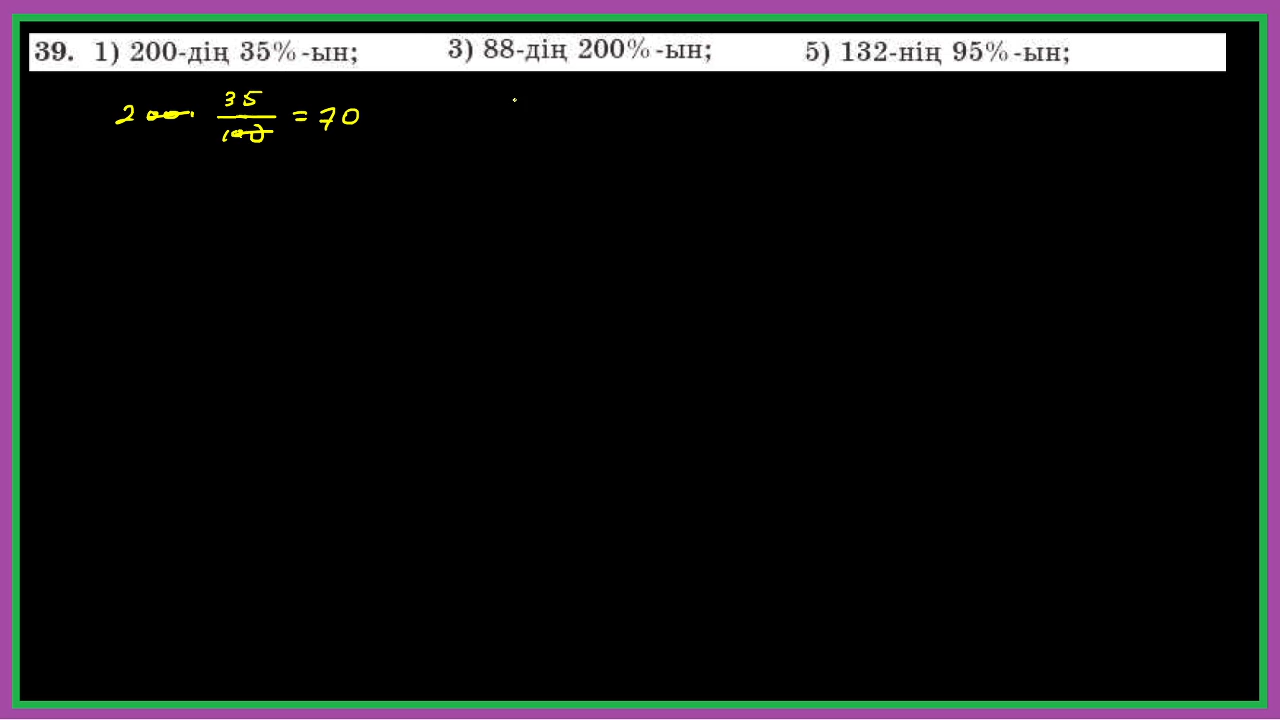 39. 1) 200-дің 35%-ын; 3) 88-дің 200%-ын; 5) 132-нің 95%-ын;
200 · 35/100 = 70